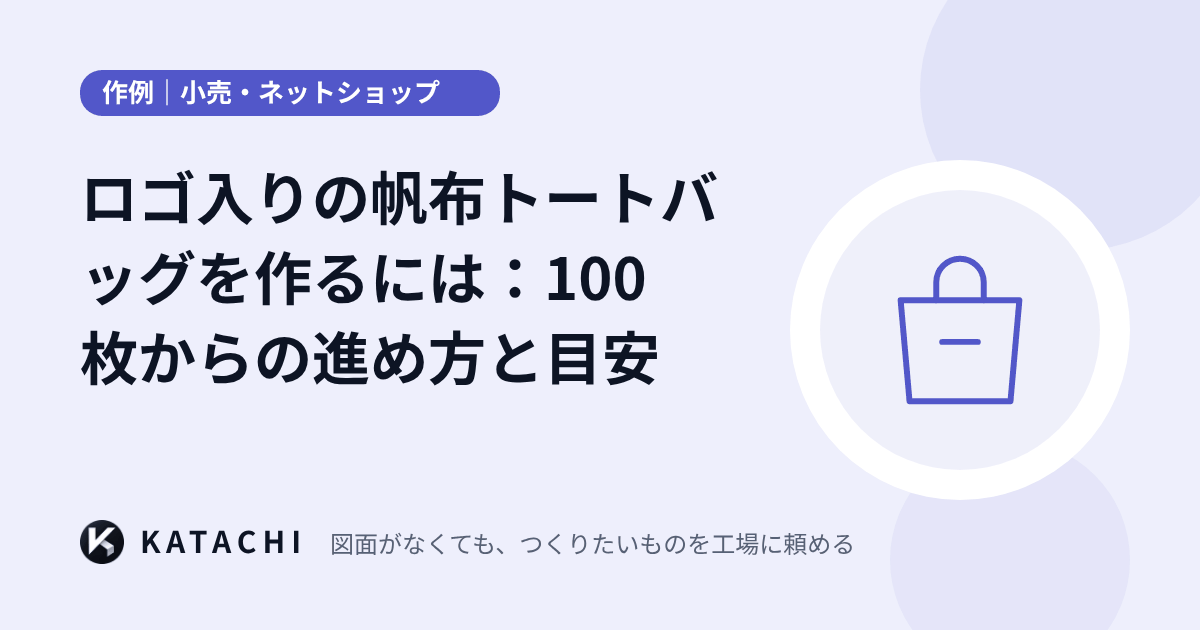 作例｜小売・ネットショップ
ロゴ入りの帆布トートバ
ッグを作るには：100
枚からの進め方と目安
KATACHI 図面がなくても、つくりたいものを工場に頼める